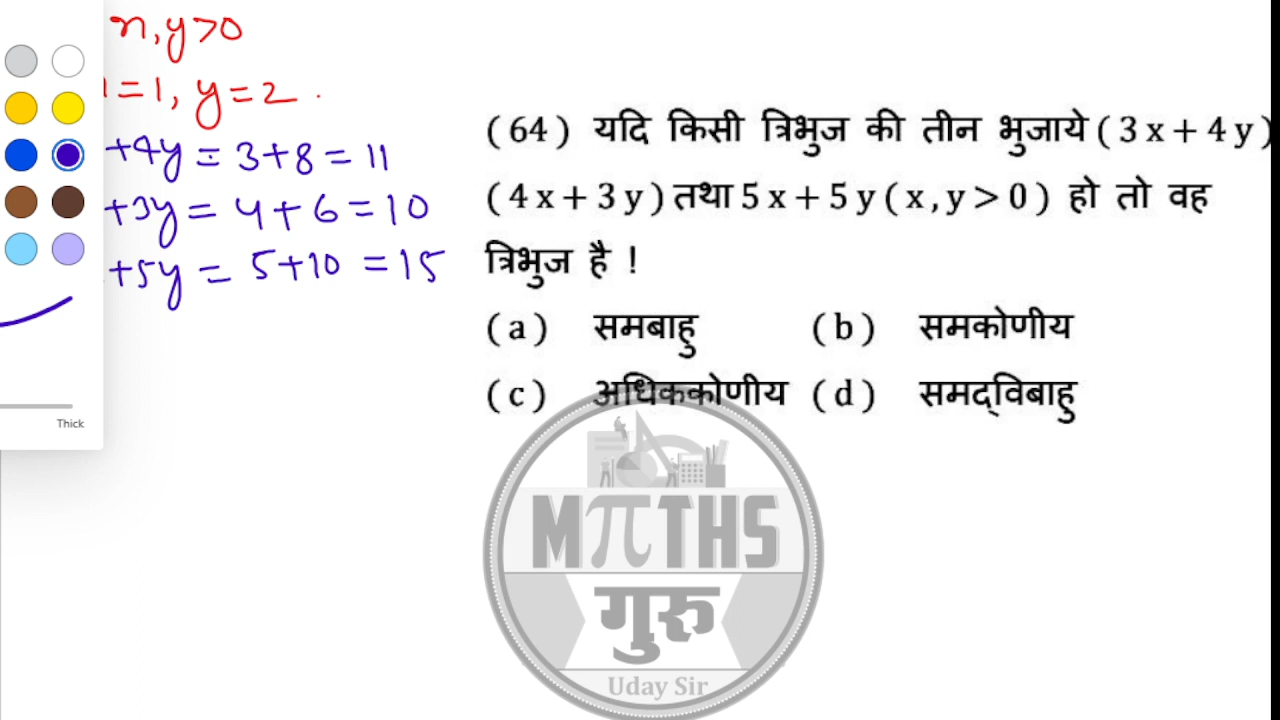 x, y>0
=1, y=2.
+4y = 3+8 = 11
+3y = 4+6 = 10
+5y = 5+10 = 15
Thick
(64) यदि किसी त्रिभुज की तीन भुजाये (3x+4y)
(4x+3y) तथा 5x+5y (x,y>0) हो तो वह
त्रिभुज है !
(a) समबाहु (b) समकोणीय
(c) अधिककोणीय (d) समद्विबाहु
MπTHS
गुरु
Uday Sir